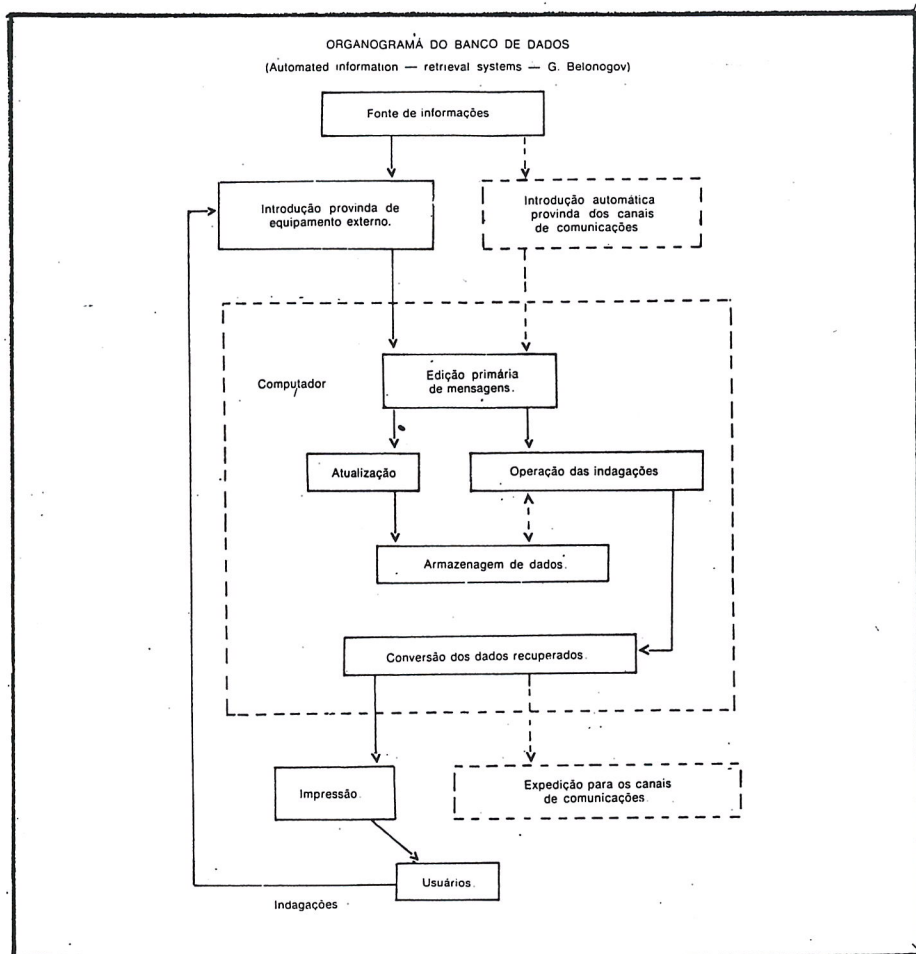 ORGANOGRAMA DO BANCO DE DADOS
(Automated information — retrieval systems — G. Belonogov)
Fonte de informações
Introdução provinda de
equipamento externo.
Introdução automática
provinda dos canais
de comunicações
Computador
Edição primária
de mensagens.
Atualização
Operação das indagações
Armazenagem de dados.
Conversão dos dados recuperados.
Impressão.
Expedição para os canais
de comunicações.
Usuários.
Indagações